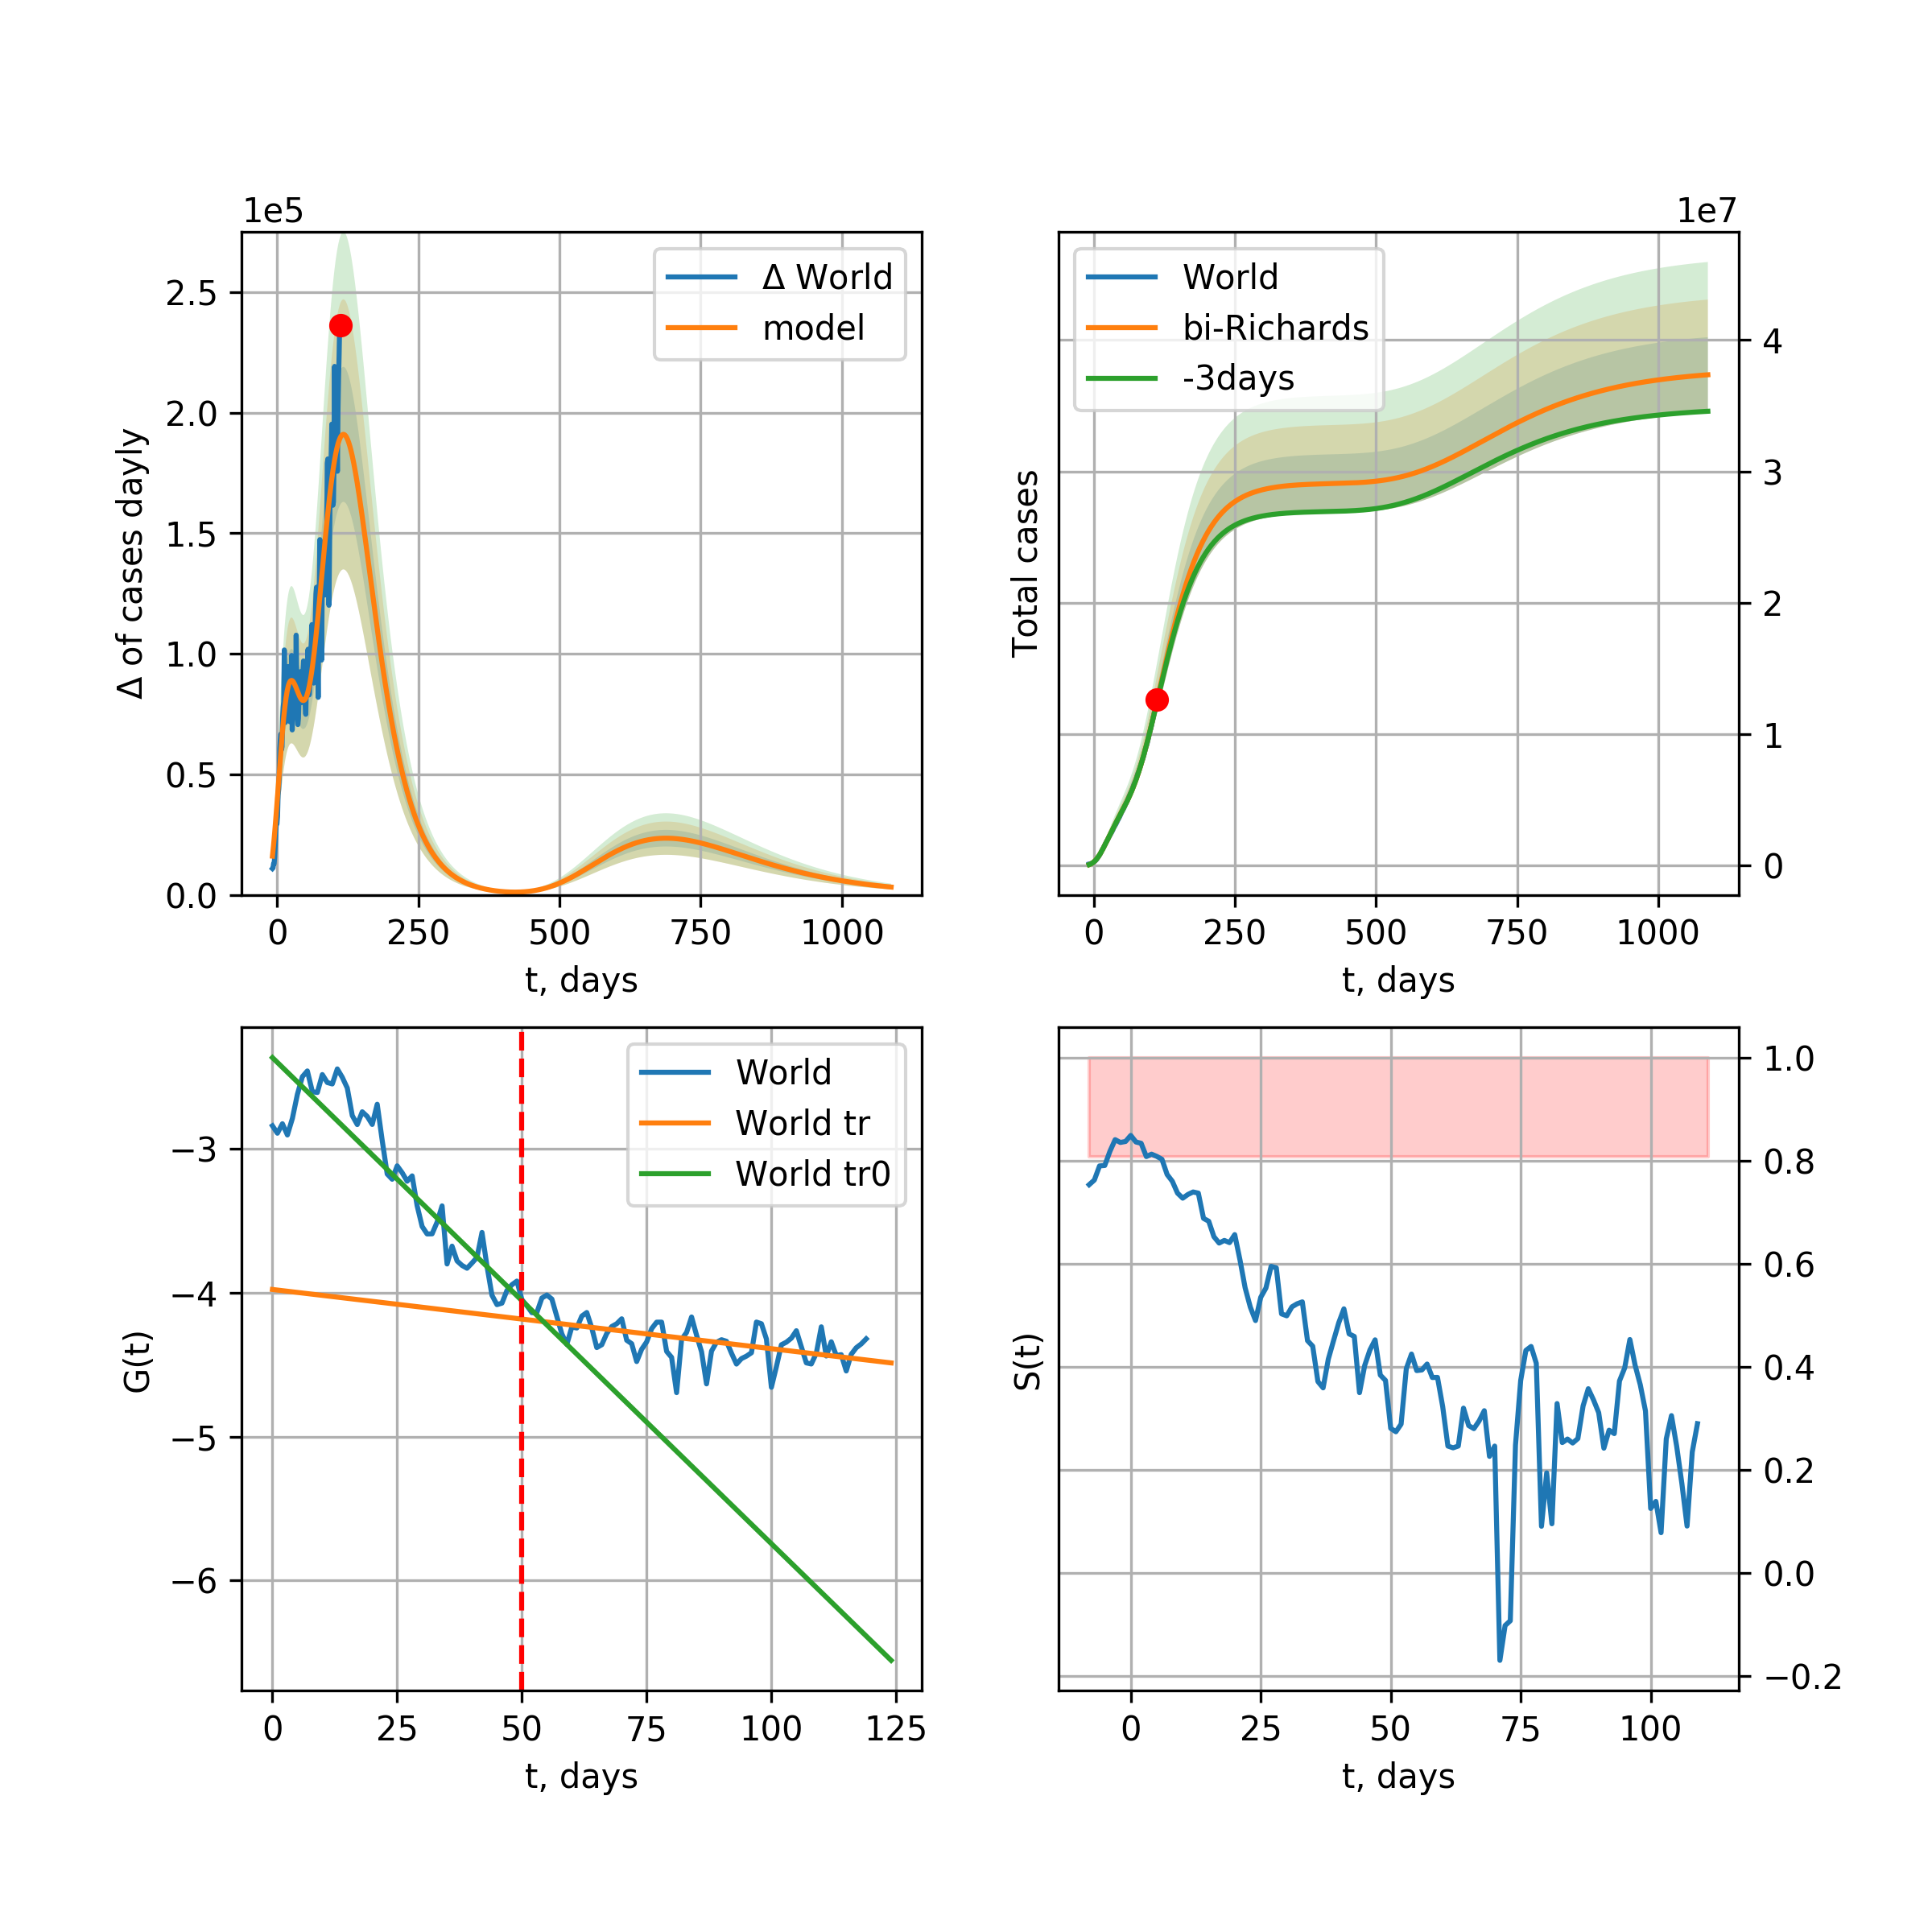 1e5
Δ of cases dayly
2.5
2.0
1.5
1.0
0.5
0.0
0 250 500 750 1000
t, days
Δ World
model
1e7
Total cases
4
3
2
1
0
0 250 500 750 1000
t, days
World
bi-Richards
-3days
G(t)
−3
−4
−5
−6
0 25 50 75 100 125
t, days
World
World tr
World tr0
S(t)
1.0
0.8
0.6
0.4
0.2
0.0
−0.2
0 25 50 75 100
t, days